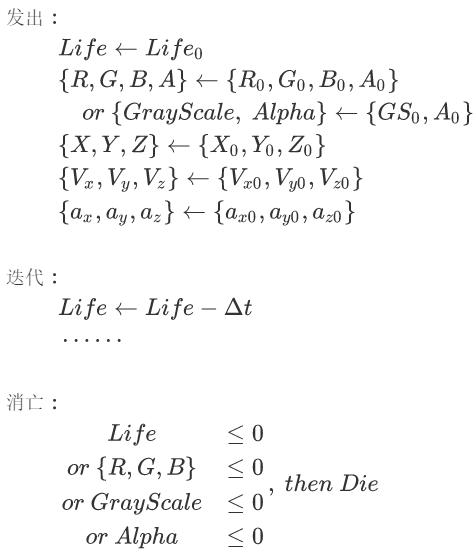 发出：
Life ← Life₀
{R, G, B, A} ← {R₀, G₀, B₀, A₀}
or {GrayScale, Alpha} ← {GS₀, A₀}
{X, Y, Z} ← {X₀, Y₀, Z₀}
{Vₓ, V_y, V_z} ← {Vₓ₀, V_y0, V_z0}
{aₓ, a_y, a_z} ← {aₓ₀, a_y0, a_z0}
迭代：
Life ← Life − Δt
······
消亡：
Life ≤ 0
or {R, G, B} ≤ 0
or GrayScale ≤ 0 , then Die
or Alpha ≤ 0